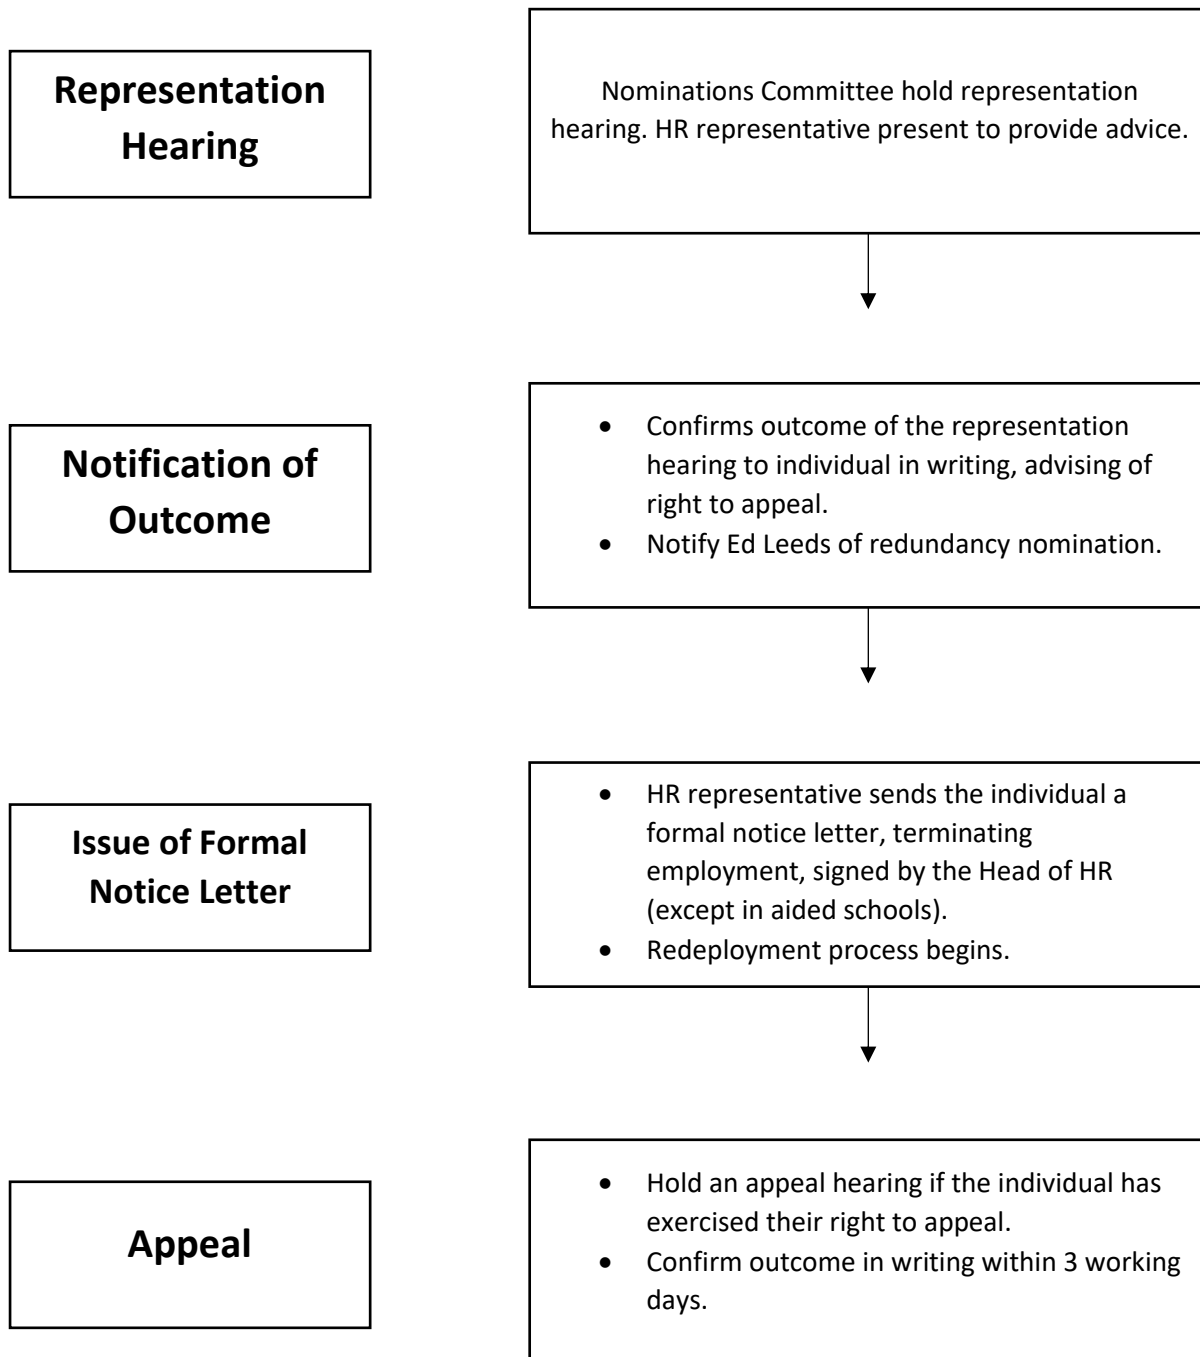 Representation
Hearing
Nominations Committee hold representation
hearing. HR representative present to provide advice.
Notification of
Outcome
• Confirms outcome of the representation
hearing to individual in writing, advising of
right to appeal.
• Notify Ed Leeds of redundancy nomination.
Issue of Formal
Notice Letter
• HR representative sends the individual a
formal notice letter, terminating
employment, signed by the Head of HR
(except in aided schools).
• Redeployment process begins.
Appeal
• Hold an appeal hearing if the individual has
exercised their right to appeal.
• Confirm outcome in writing within 3 working
days.